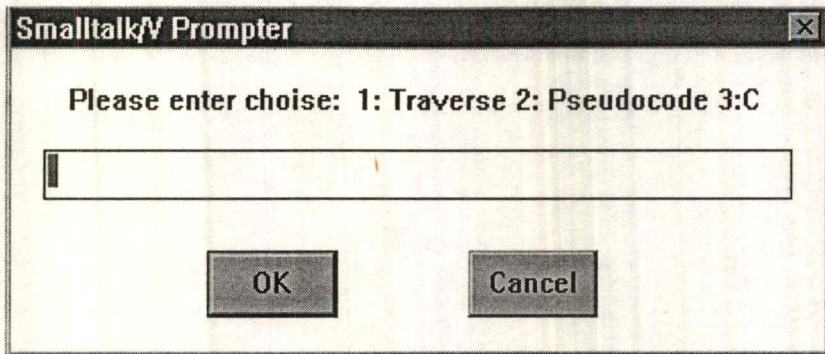 Smalltalk/V Prompter
Please enter choise: 1: Traverse 2: Pseudocode 3:C
OK
Cancel